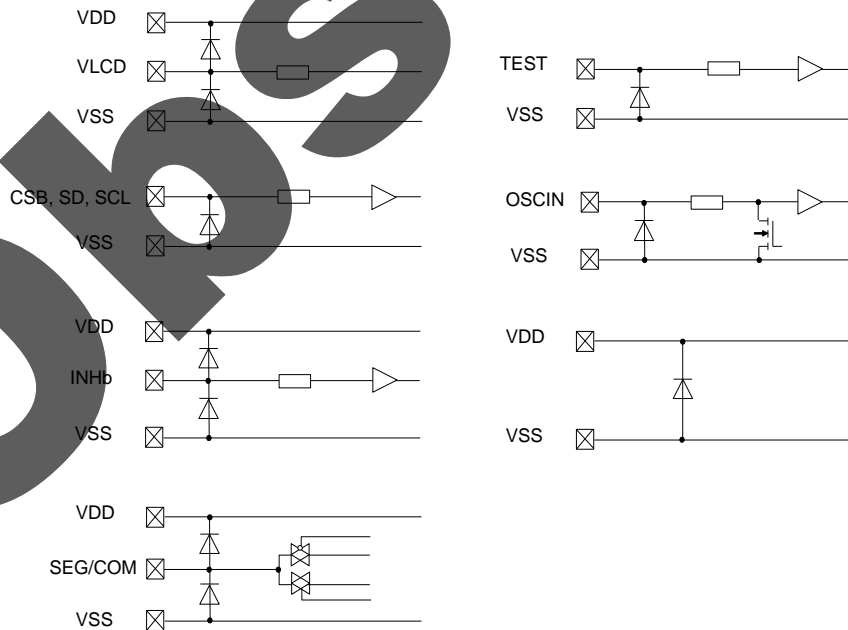 VDD
VLCD
VSS
CSB, SD, SCL
VSS
VDD
INHb
VSS
VDD
SEG/COM
VSS
TEST
VSS
OSCIN
VSS
VDD
VSS